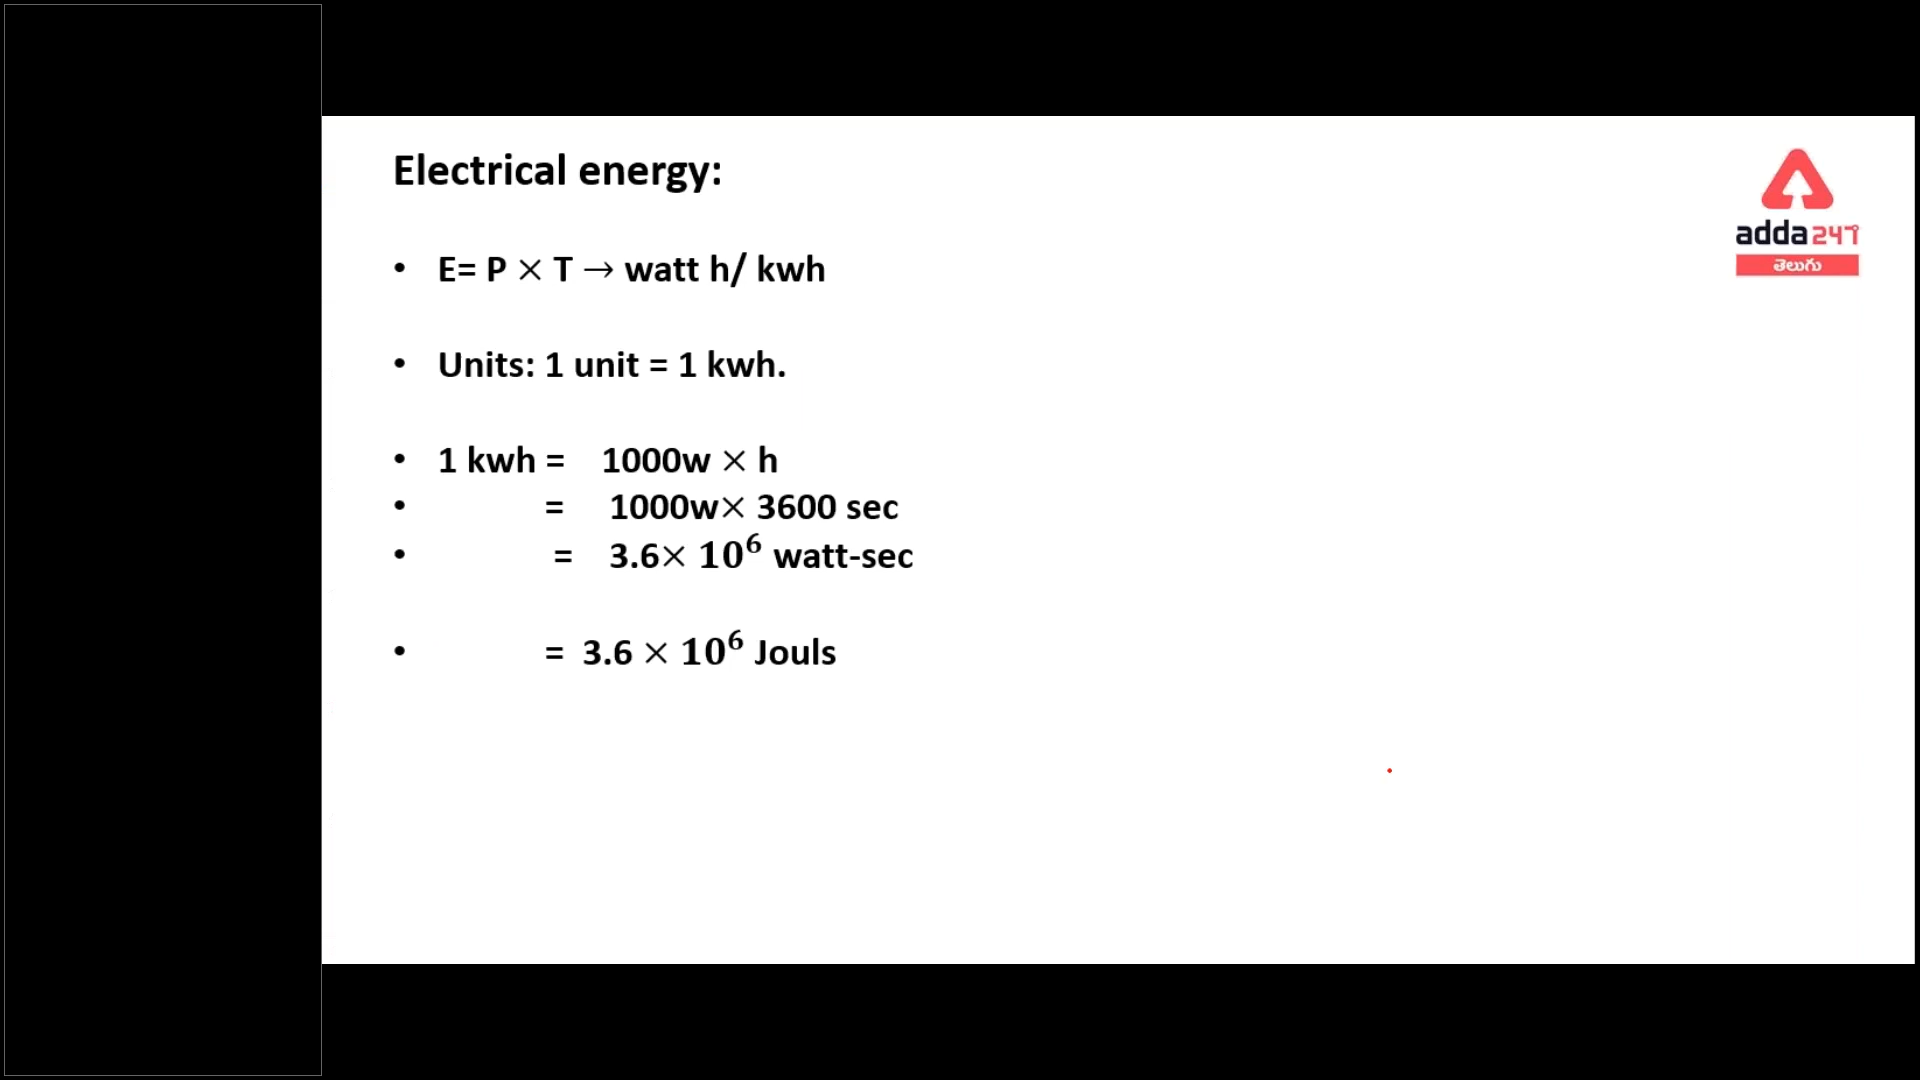 Electrical energy:
adda247
తెలుగు
• E= P × T → watt h/ kwh
• Units: 1 unit = 1 kwh.
• 1 kwh = 1000w × h
• = 1000w× 3600 sec
• = 3.6× 10⁶ watt-sec
• = 3.6 × 10⁶ Jouls